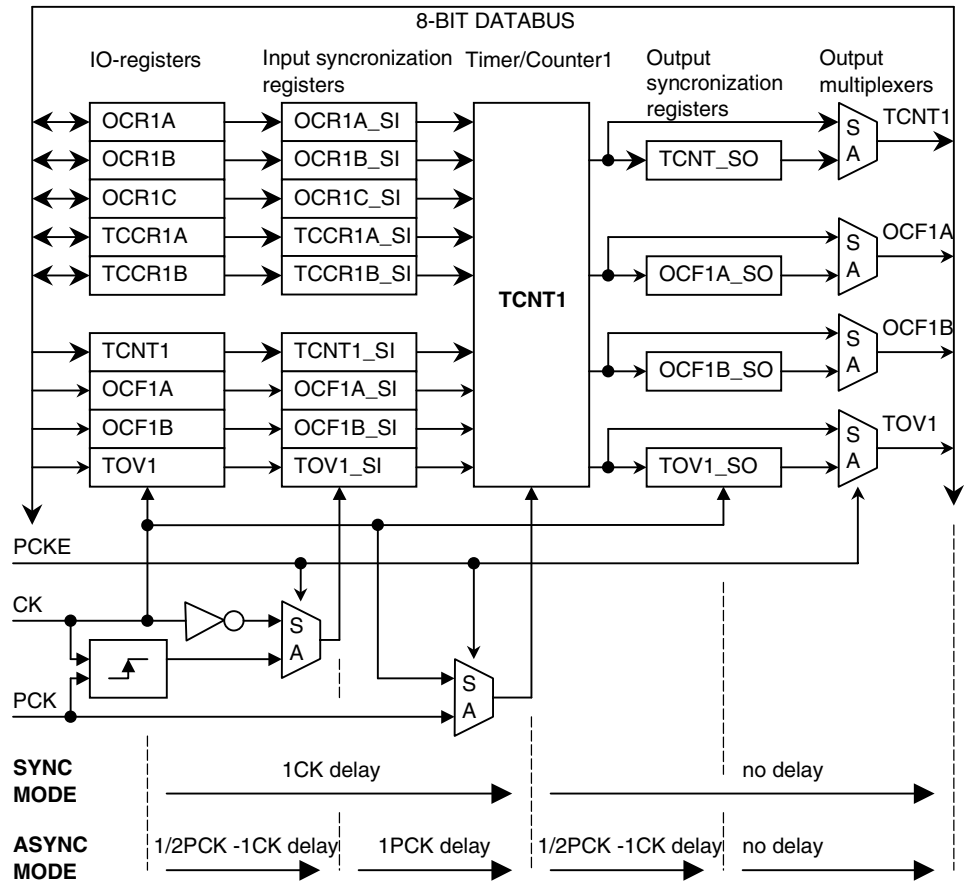 8-BIT DATABUS
IO-registers
Input syncronization
registers
Timer/Counter1
Output
syncronization
registers
Output
multiplexers
OCR1A
OCR1A_SI
OCR1B
OCR1B_SI
OCR1C
OCR1C_SI
TCCR1A
TCCR1A_SI
TCCR1B
TCCR1B_SI
TCNT1
TCNT1_SI
OCF1A
OCF1A_SI
OCF1B
OCF1B_SI
TOV1
TOV1_SI
TCNT1
TCNT_SO
S
A
TCNT1
OCF1A_SO
S
A
OCF1A
OCF1B_SO
S
A
OCF1B
TOV1_SO
S
A
TOV1
PCKE
CK
S
A
PCK
S
A
SYNC
MODE
1CK delay
no delay
ASYNC
MODE
1/2PCK -1CK delay
1PCK delay
1/2PCK -1CK delay
no delay